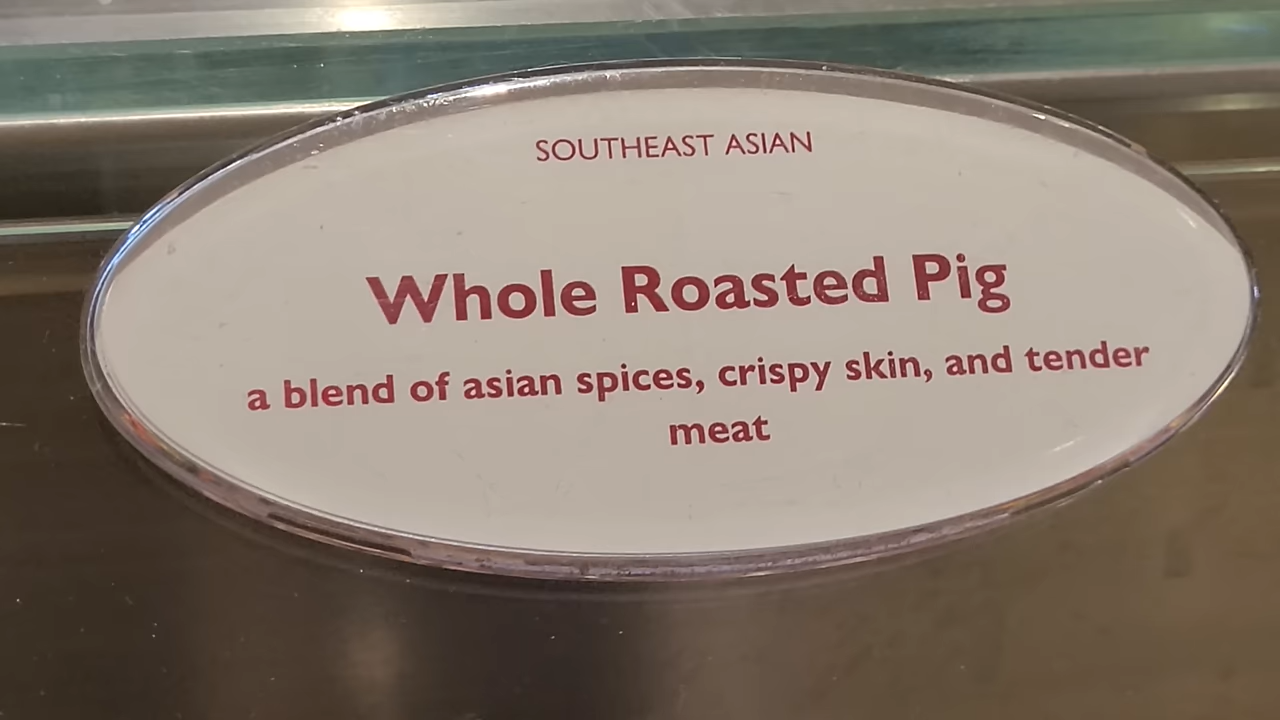 SOUTHEAST ASIAN
Whole Roasted Pig
a blend of asian spices, crispy skin, and tender
meat